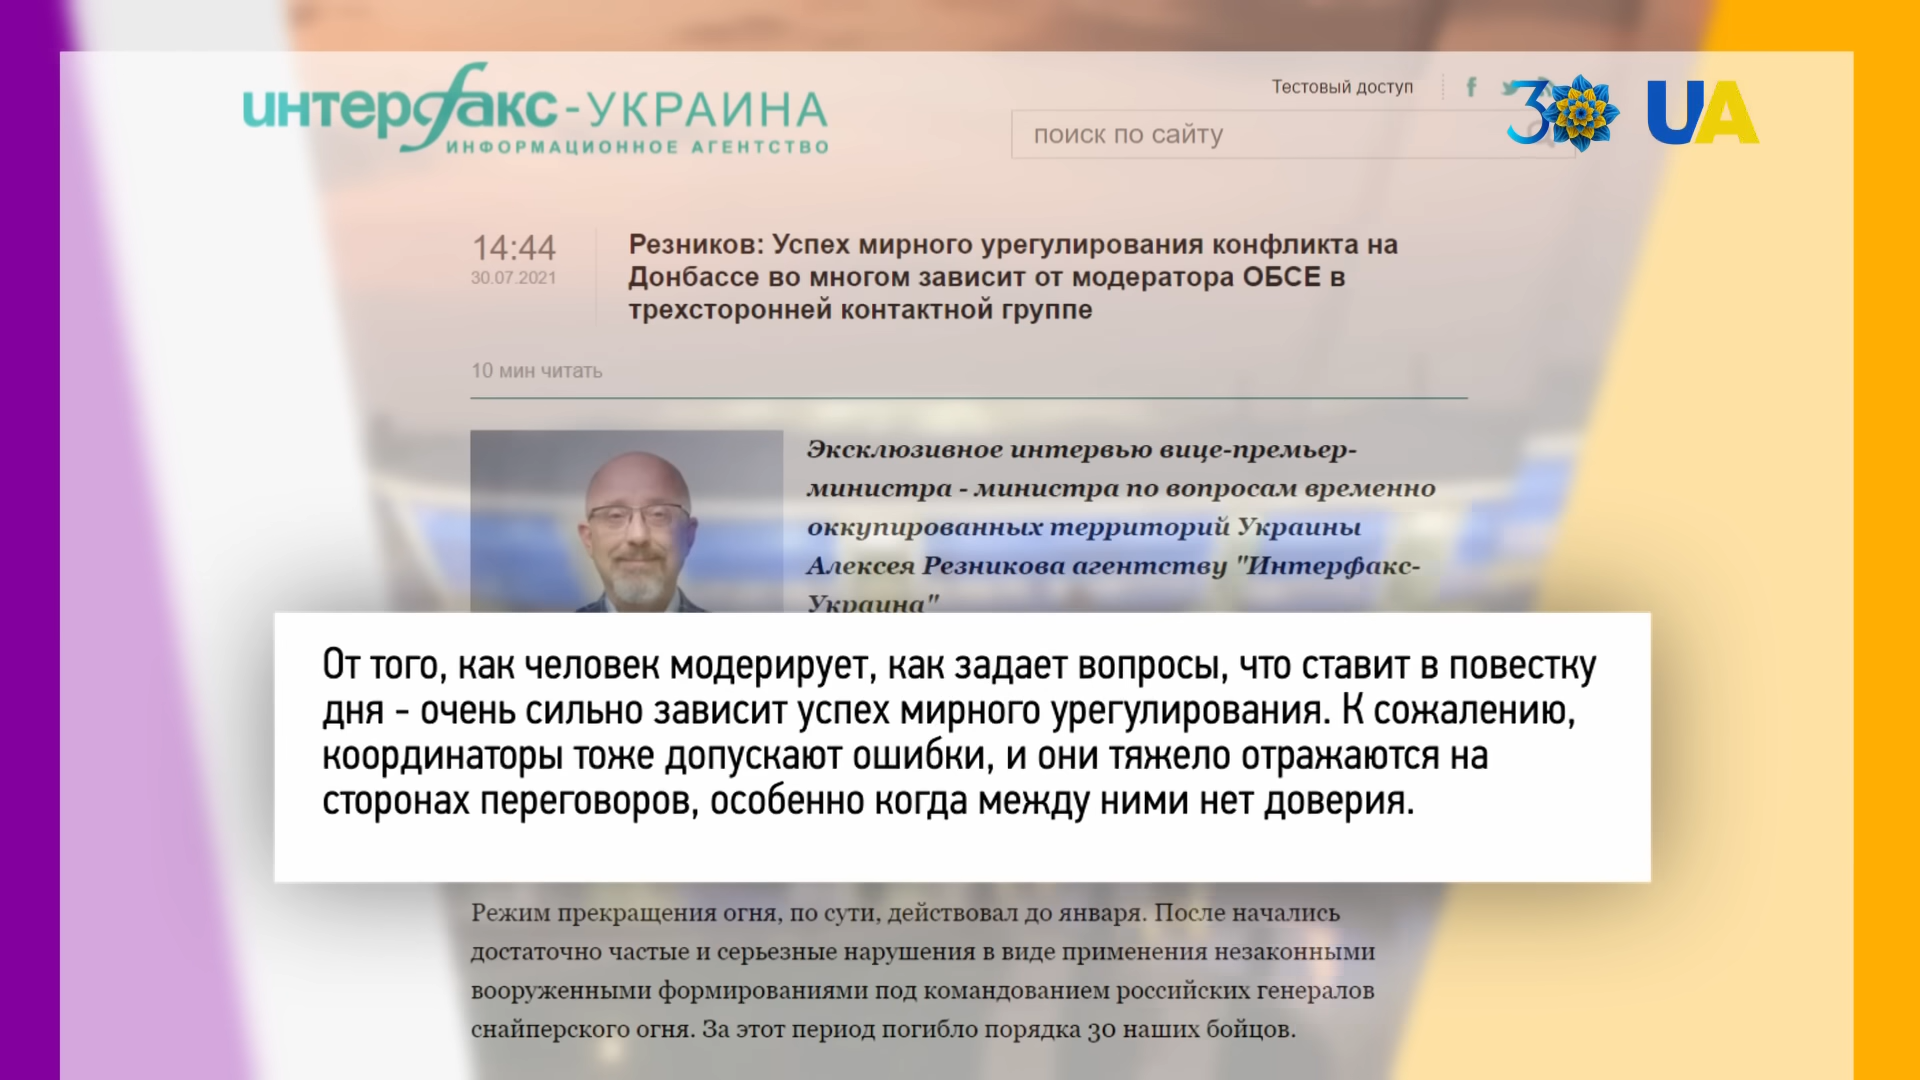 интерфакс-УКРАИНА
ИНФОРМАЦИОННОЕ АГЕНТСТВО
Тестовый доступ
поиск по сайту
30 UA
14:44
30.07.2021
Резников: Успех мирного урегулирования конфликта на
Донбассе во многом зависит от модератора ОБСЕ в
трехсторонней контактной группе
10 мин читать
Эксклюзивное интервью вице-премьер-
министра - министра по вопросам временно
оккупированных территорий Украины
Алексея Резникова агентству "Интерфакс-
Украина"
От того, как человек модерирует, как задает вопросы, что ставит в повестку
дня - очень сильно зависит успех мирного урегулирования. К сожалению,
координаторы тоже допускают ошибки, и они тяжело отражаются на
сторонах переговоров, особенно когда между ними нет доверия.
Режим прекращения огня, по сути, действовал до января. После начались
достаточно частые и серьезные нарушения в виде применения незаконными
вооруженными формированиями под командованием российских генералов
снайперского огня. За этот период погибло порядка 30 наших бойцов.